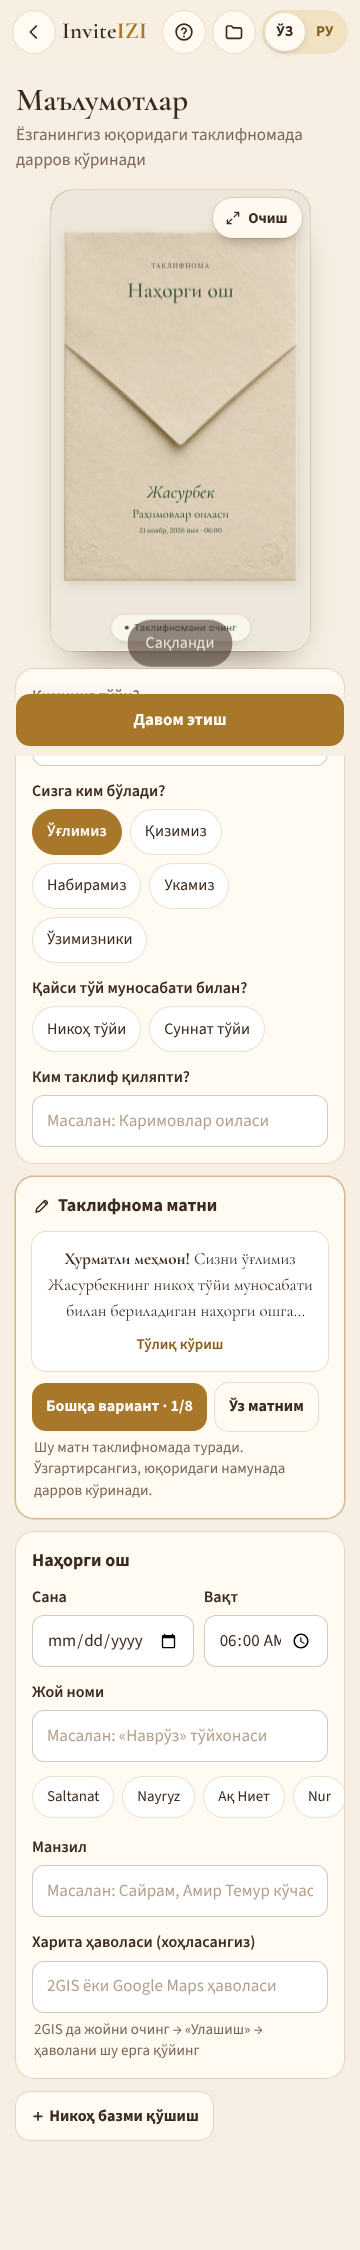 InviteIZI
ЎЗ
РУ
Маълумотлар
Ёзганингиз юқоридаги таклифномада
дарров кўринади
Очиш
ТАКЛИФНОМА
Наҳорги ош
Жасурбек
Раҳимовлар оиласи
21 ноябр, 2026 йил · 06:00
Таклифномани очинг
Сақланди
Давом этиш
Сизга ким бўлади?
Ўғлимиз
Қизимиз
Набирамиз
Укамиз
Ўзимизники
Қайси тўй муносабати билан?
Никоҳ тўйи
Суннат тўйи
Ким таклиф қиляпти?
Масалан: Каримовлар оиласи
Таклифнома матни
Ҳурматли меҳмон! Сизни ўғлимиз
Жасурбекнинг никоҳ тўйи муносабати
билан бериладиган наҳорги ошга...
Тўлиқ кўриш
Бошқа вариант · 1/8
Ўз матним
Шу матн таклифномада туради.
Ўзгартирсангиз, юқоридаги намунада
дарров кўринади.
Наҳорги ош
Сана
Вақт
mm/dd/yyyy
06:00 AM
Жой номи
Масалан: «Наврўз» тўйхонаси
Saltanat
Nayryz
Ақ Ниет
Nur
Манзил
Масалан: Сайрам, Амир Темур кўчас
Харита ҳаволаси (хоҳласангиз)
2GIS ёки Google Maps ҳаволаси
2GIS да жойни очинг → «Улашиш» →
ҳаволани шу ерга қўйинг
+ Никоҳ базми қўшиш